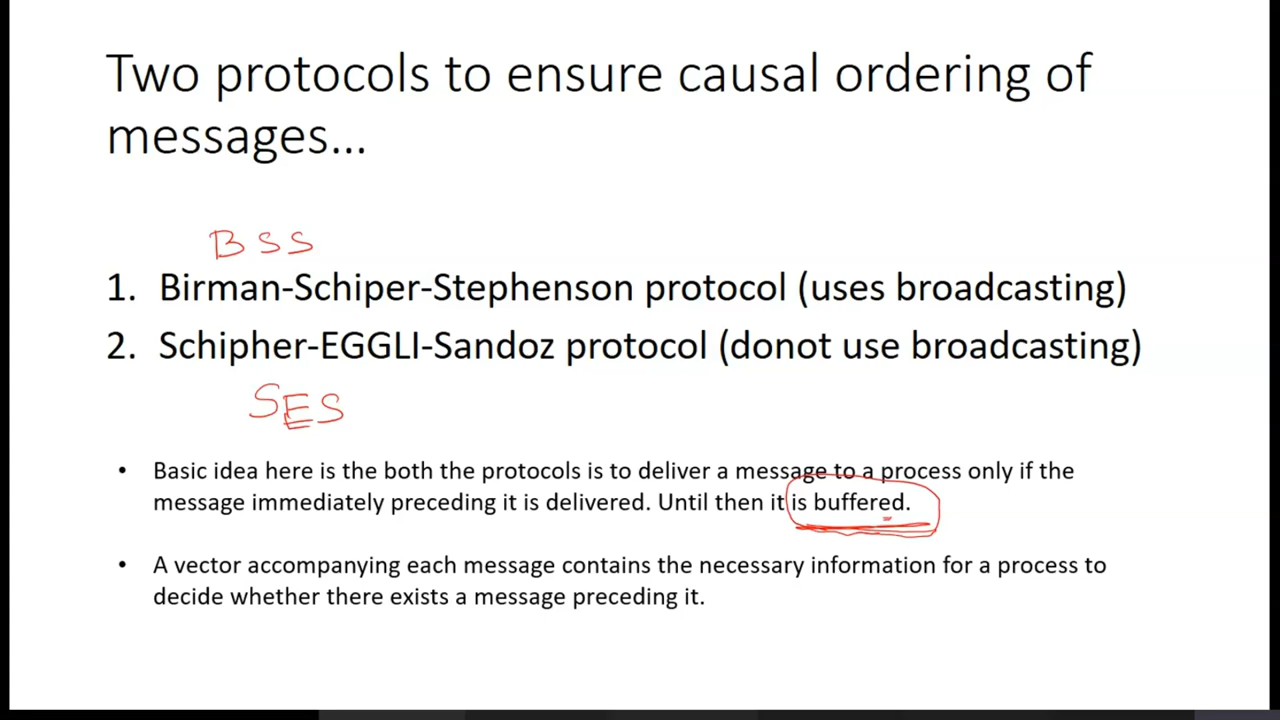 Two protocols to ensure causal ordering of
messages...
BSS
1. Birman-Schiper-Stephenson protocol (uses broadcasting)
2. Schipher-EGGLI-Sandoz protocol (donot use broadcasting)
SES
• Basic idea here is the both the protocols is to deliver a message to a process only if the
message immediately preceding it is delivered. Until then it is buffered.
• A vector accompanying each message contains the necessary information for a process to
decide whether there exists a message preceding it.